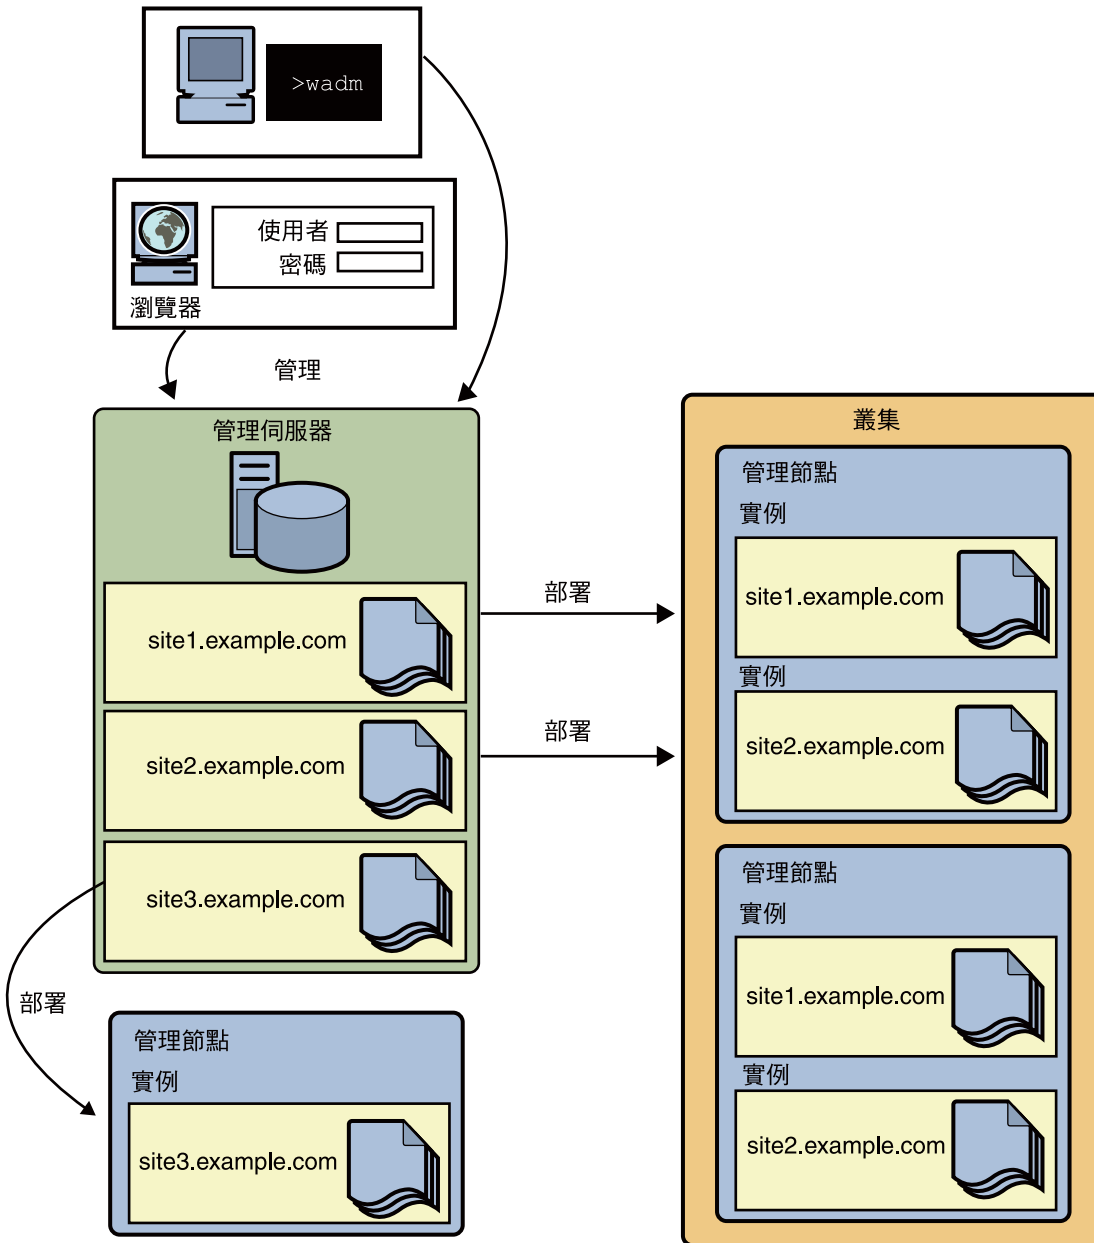 >wadm
使用者
密碼
瀏覽器
管理
管理伺服器
site1.example.com
site2.example.com
site3.example.com
部署
部署
部署
管理節點
實例
site3.example.com
叢集
管理節點
實例
site1.example.com
實例
site2.example.com
管理節點
實例
site1.example.com
實例
site2.example.com